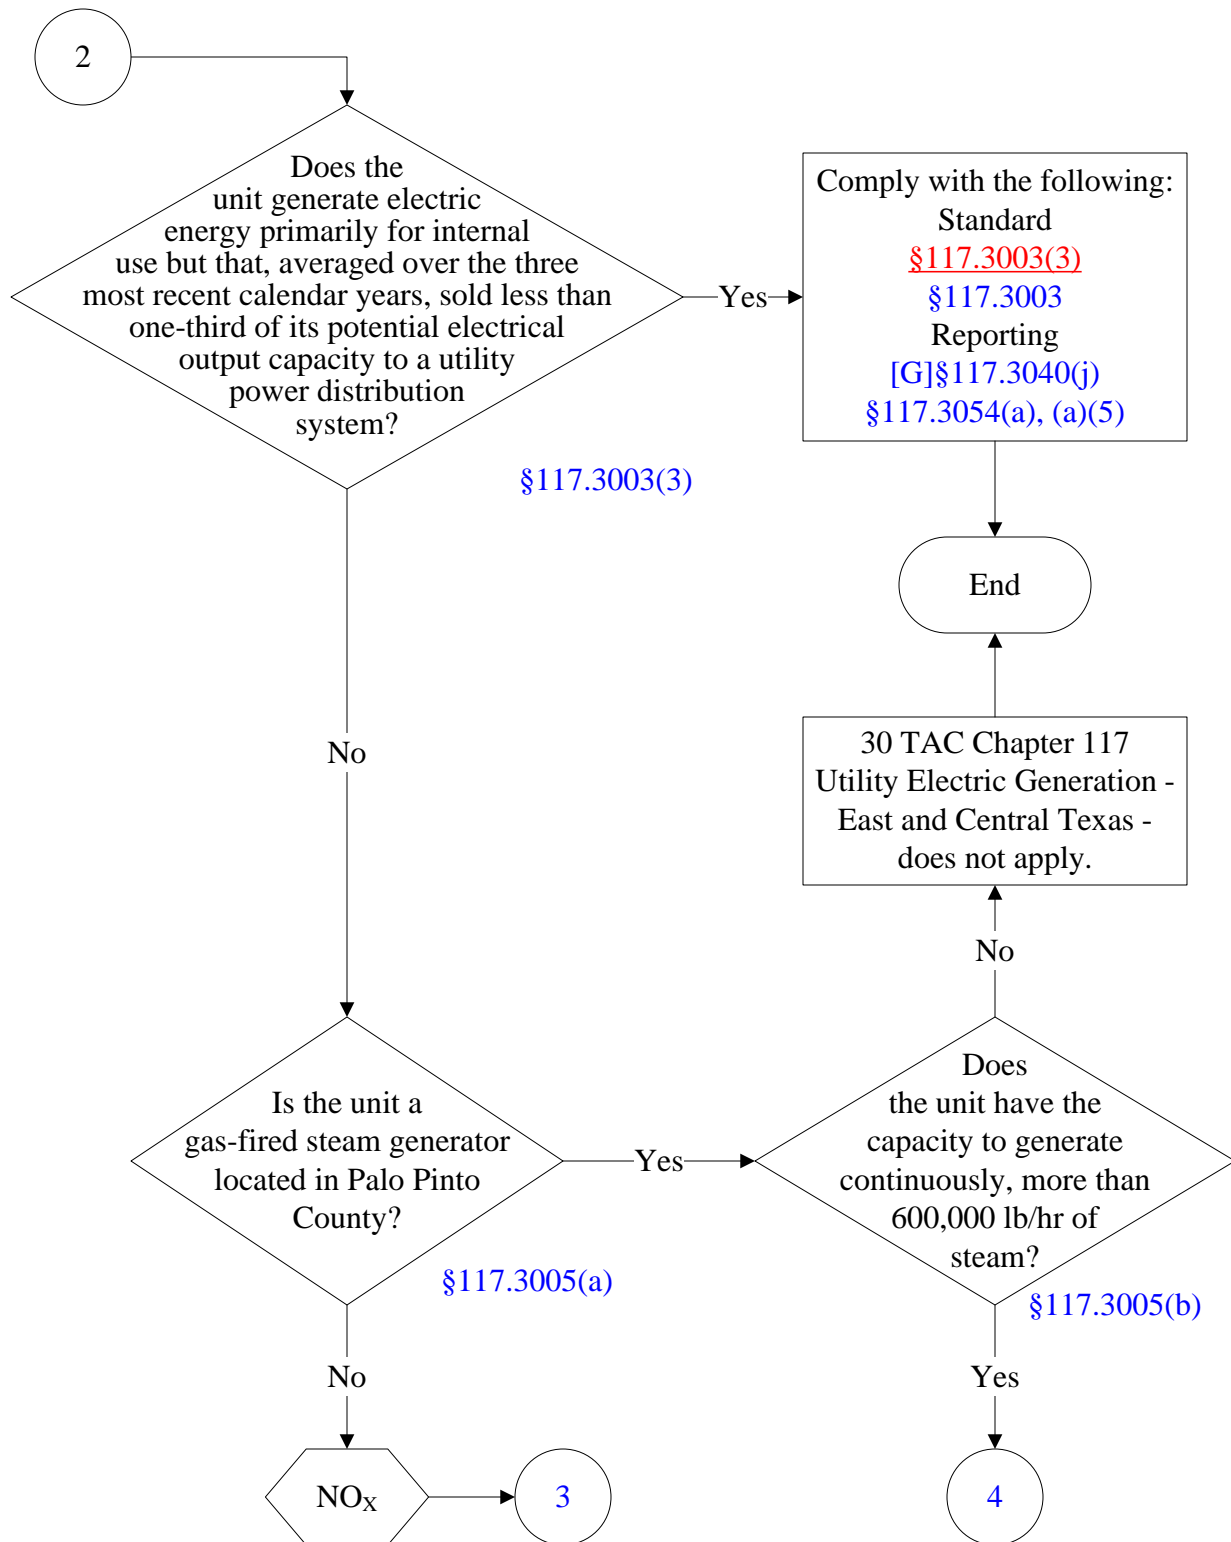 2
Does the
unit generate electric
energy primarily for internal
use but that, averaged over the three
most recent calendar years, sold less than
one-third of its potential electrical
output capacity to a utility
power distribution
system?
§117.3003(3)
Yes
Comply with the following:
Standard
§117.3003(3)
§117.3003
Reporting
[G]§117.3040(j)
§117.3054(a), (a)(5)
End
No
30 TAC Chapter 117
Utility Electric Generation -
East and Central Texas -
does not apply.
No
Is the unit a
gas-fired steam generator
located in Palo Pinto
County?
§117.3005(a)
Yes
Does
the unit have the
capacity to generate
continuously, more than
600,000 lb/hr of
steam?
§117.3005(b)
No
Yes
NOX
3
4